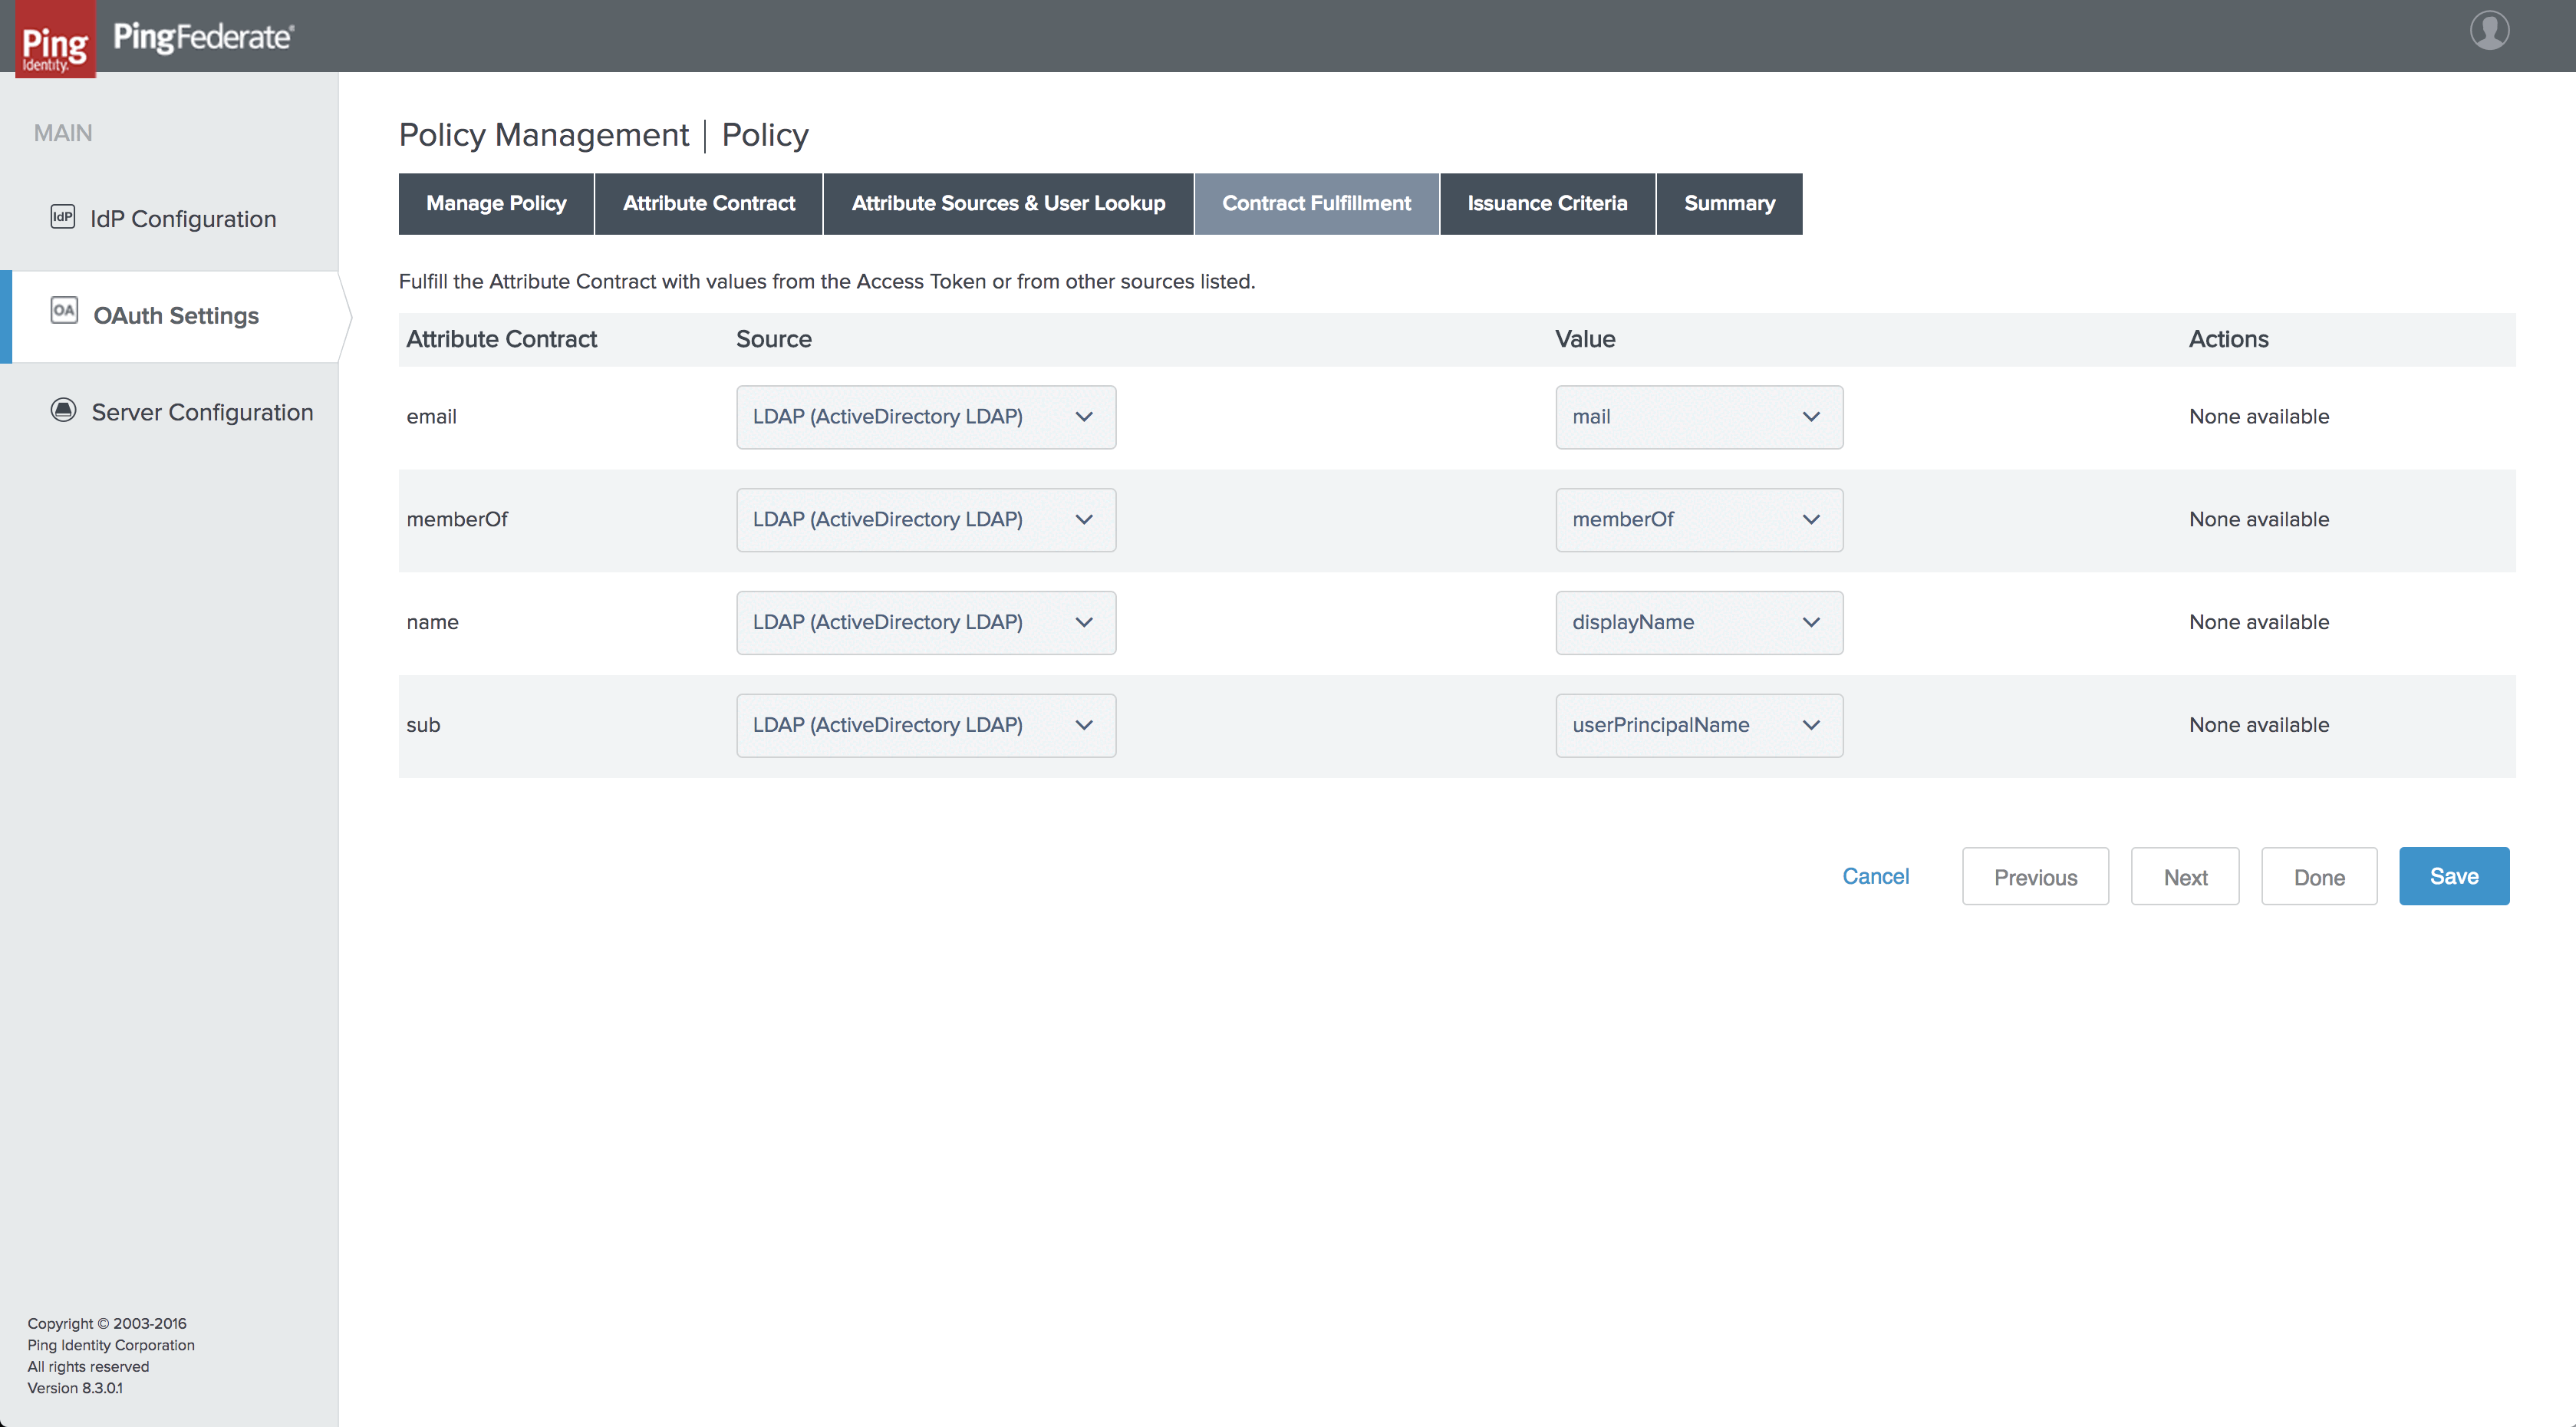 Ping
Identity.
PingFederate®
MAIN
IdP IdP Configuration
OA OAuth Settings
Server Configuration
Policy Management | Policy
Manage Policy Attribute Contract Attribute Sources & User Lookup Contract Fulfillment Issuance Criteria Summary
Fulfill the Attribute Contract with values from the Access Token or from other sources listed.
Attribute Contract Source Value Actions
email LDAP (ActiveDirectory LDAP) mail None available
memberOf LDAP (ActiveDirectory LDAP) memberOf None available
name LDAP (ActiveDirectory LDAP) displayName None available
sub LDAP (ActiveDirectory LDAP) userPrincipalName None available
Cancel Previous Next Done Save
Copyright © 2003-2016
Ping Identity Corporation
All rights reserved
Version 8.3.0.1